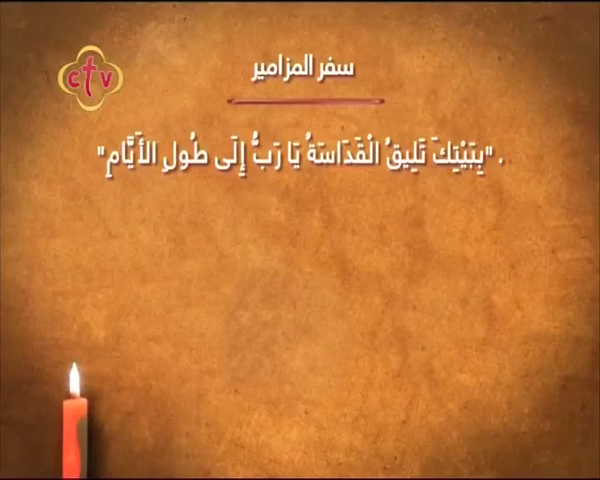 ctv
سفر المزامير
. "بِبَيْتِكَ تَلِيقُ الْقَدَاسَةُ يَا رَبُّ إِلَى طُولِ الأَيَّامِ"